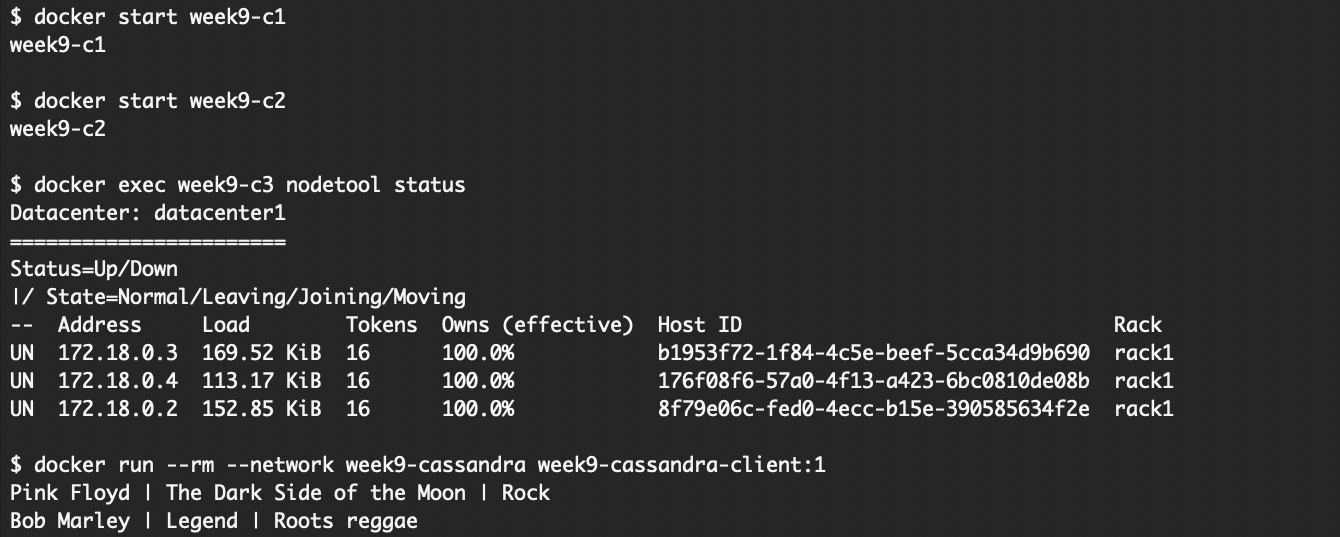 $ docker start week9-c1
week9-c1
$ docker start week9-c2
week9-c2
$ docker exec week9-c3 nodetool status
Datacenter: datacenter1
=======================
Status=Up/Down
|/ State=Normal/Leaving/Joining/Moving
--  Address     Load        Tokens  Owns (effective)  Host ID                               Rack
UN  172.18.0.3  169.52 KiB  16      100.0%            b1953f72-1f84-4c5e-beef-5cca34d9b690  rack1
UN  172.18.0.4  113.17 KiB  16      100.0%            176f08f6-57a0-4f13-a423-6bc0810de08b  rack1
UN  172.18.0.2  152.85 KiB  16      100.0%            8f79e06c-fed0-4ecc-b15e-390585634f2e  rack1
$ docker run --rm --network week9-cassandra week9-cassandra-client:1
Pink Floyd | The Dark Side of the Moon | Rock
Bob Marley | Legend | Roots reggae